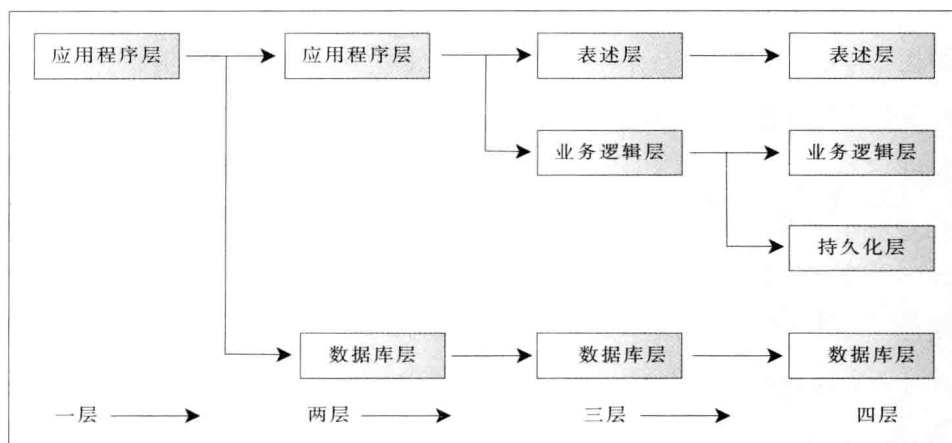 应用程序层 应用程序层 表述层 表述层
业务逻辑层 业务逻辑层
持久化层
数据库层 数据库层 数据库层
一层 两层 三层 四层